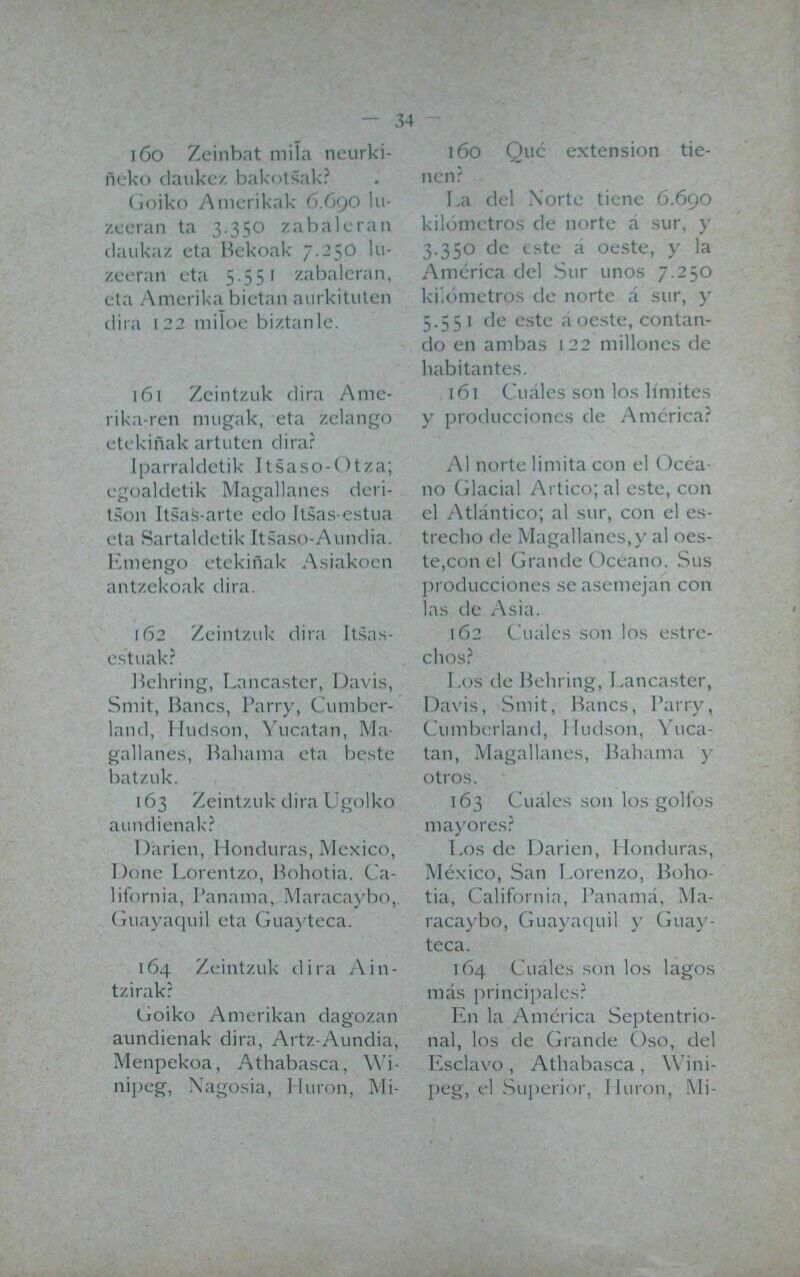 — 34 —
160 Zeinbat mil̃a neurki-
ñeko daukez bakotŝak?
Goiko Amerikak 6.690 lu-
zeeran ta 3.350 zabaleran
daukaz eta Bekoak 7.250 lu-
zeeran eta 5.551 zabaleran,
eta Amerika bietan aurkituten
dira 122 mil̃oe biztanle.
161 Zeintzuk dira Ame-
rika-ren mugak, eta zelango
etekiñak artuten dira?
Iparraldetik Itŝaso-Otza;
egoaldetik Magallanes deri-
tŝon Itŝaŝ-arte edo Itŝas-estua
eta Sartaldetik Itŝaso-Aundia.
Emengo etekiñak Asiakoen
antzekoak dira.
162 Zeintzuk dira Itŝas-
estuak?
Behring, Lancaster, Davis,
Smit, Bancs, Parry, Cumber-
land, Hudson, Yucatan, Ma-
gallanes, Bahama eta beste
batzuk.
163 Zeintzuk dira Ugolko
aundienak?
Darien, Honduras, Mexico,
Done Lorentzo, Bohotia, Ca-
lifornia, Panama, Maracaybo,
Guayaquil eta Guayteca.
164 Zeintzuk dira Ain-
tzirak?
Goiko Amerikan dagozan
aundienak dira, Artz-Aundia,
Menpekoa, Athabasca, Wi-
nipeg, Nagosia, Huron, Mi-
160 Qué extension tie-
nen?
La del Norte tiene 6.690
kilómetros de norte á sur, y
3.350 de este á oeste, y la
América del Sur unos 7.250
kilómetros de norte á sur, y
5.551 de este á oeste, contan-
do en ambas 122 millones de
habitantes.
161 Cuáles son los límites
y producciones de América?
Al norte limita con el Océa-
no Glacial Artico; al este, con
el Atlántico; al sur, con el es-
trecho de Magallanes, y al oes-
te, con el Grande Océano. Sus
producciones se asemejan con
las de Asia.
162 Cuáles son los estre-
chos?
Los de Behring, Lancaster,
Davis, Smit, Bancs, Parry,
Cumberland, Hudson, Yuca-
tan, Magallanes, Bahama y
otros.
163 Cuáles son los golfos
mayores?
Los de Darien, Honduras,
México, San Lorenzo, Boho-
tia, California, Panamá, Ma-
racaybo, Guayaquil y Guay-
teca.
164 Cuáles son los lagos
más principales?
En la América Septentrio-
nal, los de Grande Oso, del
Esclavo, Athabasca, Wini-
peg, el Superior, Huron, Mi-